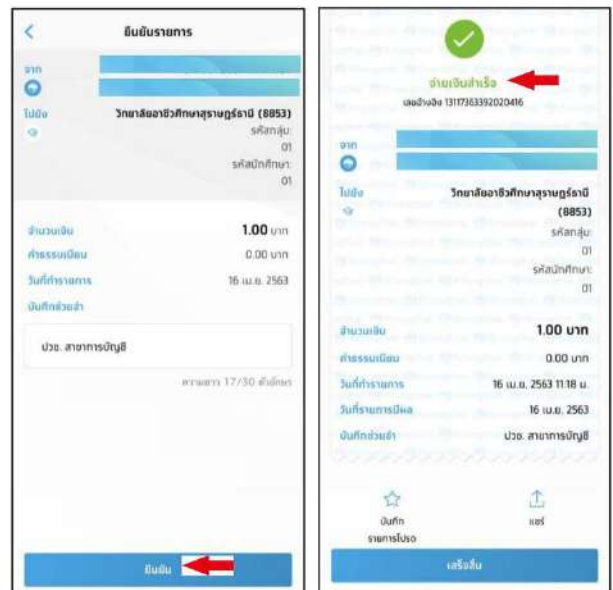 ยืนยันรายการ
จาก
ไปยัง
วิทยาลัยอาชีวศึกษาสุราษฎร์ธานี (8853)
รหัสกลุ่ม:
01
รหัสนักศึกษา:
01
จำนวนเงิน 1.00 บาท
ค่าธรรมเนียม 0.00 บาท
วันที่ทำรายการ 16 เม.ย. 2563
บันทึกช่วยจำ
ปวช. สาขาการบัญชี
ความยาว 17/30 ตัวอักษร
ยืนยัน
จ่ายเงินสำเร็จ
เลขอ้างอิง 13117363392020416
จาก
ไปยัง
วิทยาลัยอาชีวศึกษาสุราษฎร์ธานี
(8853)
รหัสกลุ่ม:
01
รหัสนักศึกษา:
01
จำนวนเงิน 1.00 บาท
ค่าธรรมเนียม 0.00 บาท
วันที่ทำรายการ 16 เม.ย. 2563 11:18 น.
วันที่รายการมีผล 16 เม.ย. 2563
บันทึกช่วยจำ ปวช. สาขาการบัญชี
บันทึก
รายการโปรด
แชร์
เสร็จสิ้น